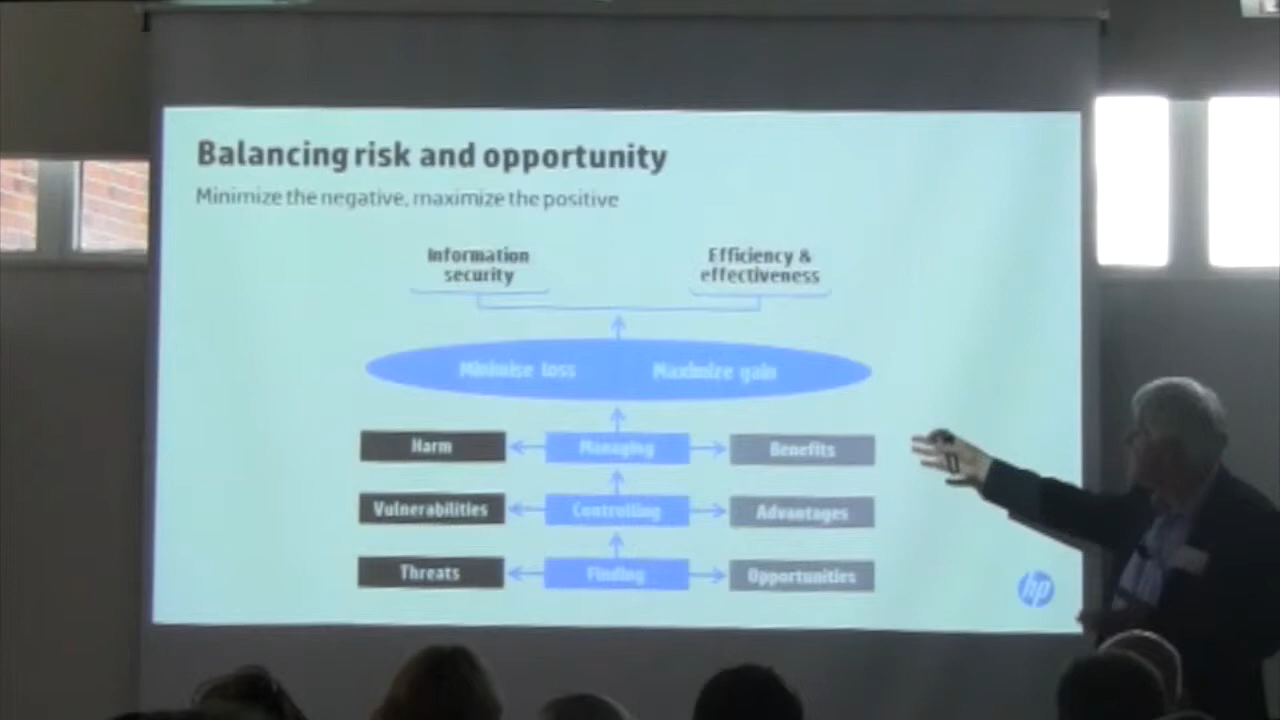 Balancing risk and opportunity
Minimize the negative, maximize the positive
Information
security
Efficiency &
effectiveness
Minimise loss
Maximize gain
Harm
Managing
Benefits
Vulnerabilities
Controlling
Advantages
Threats
Finding
Opportunities
hp